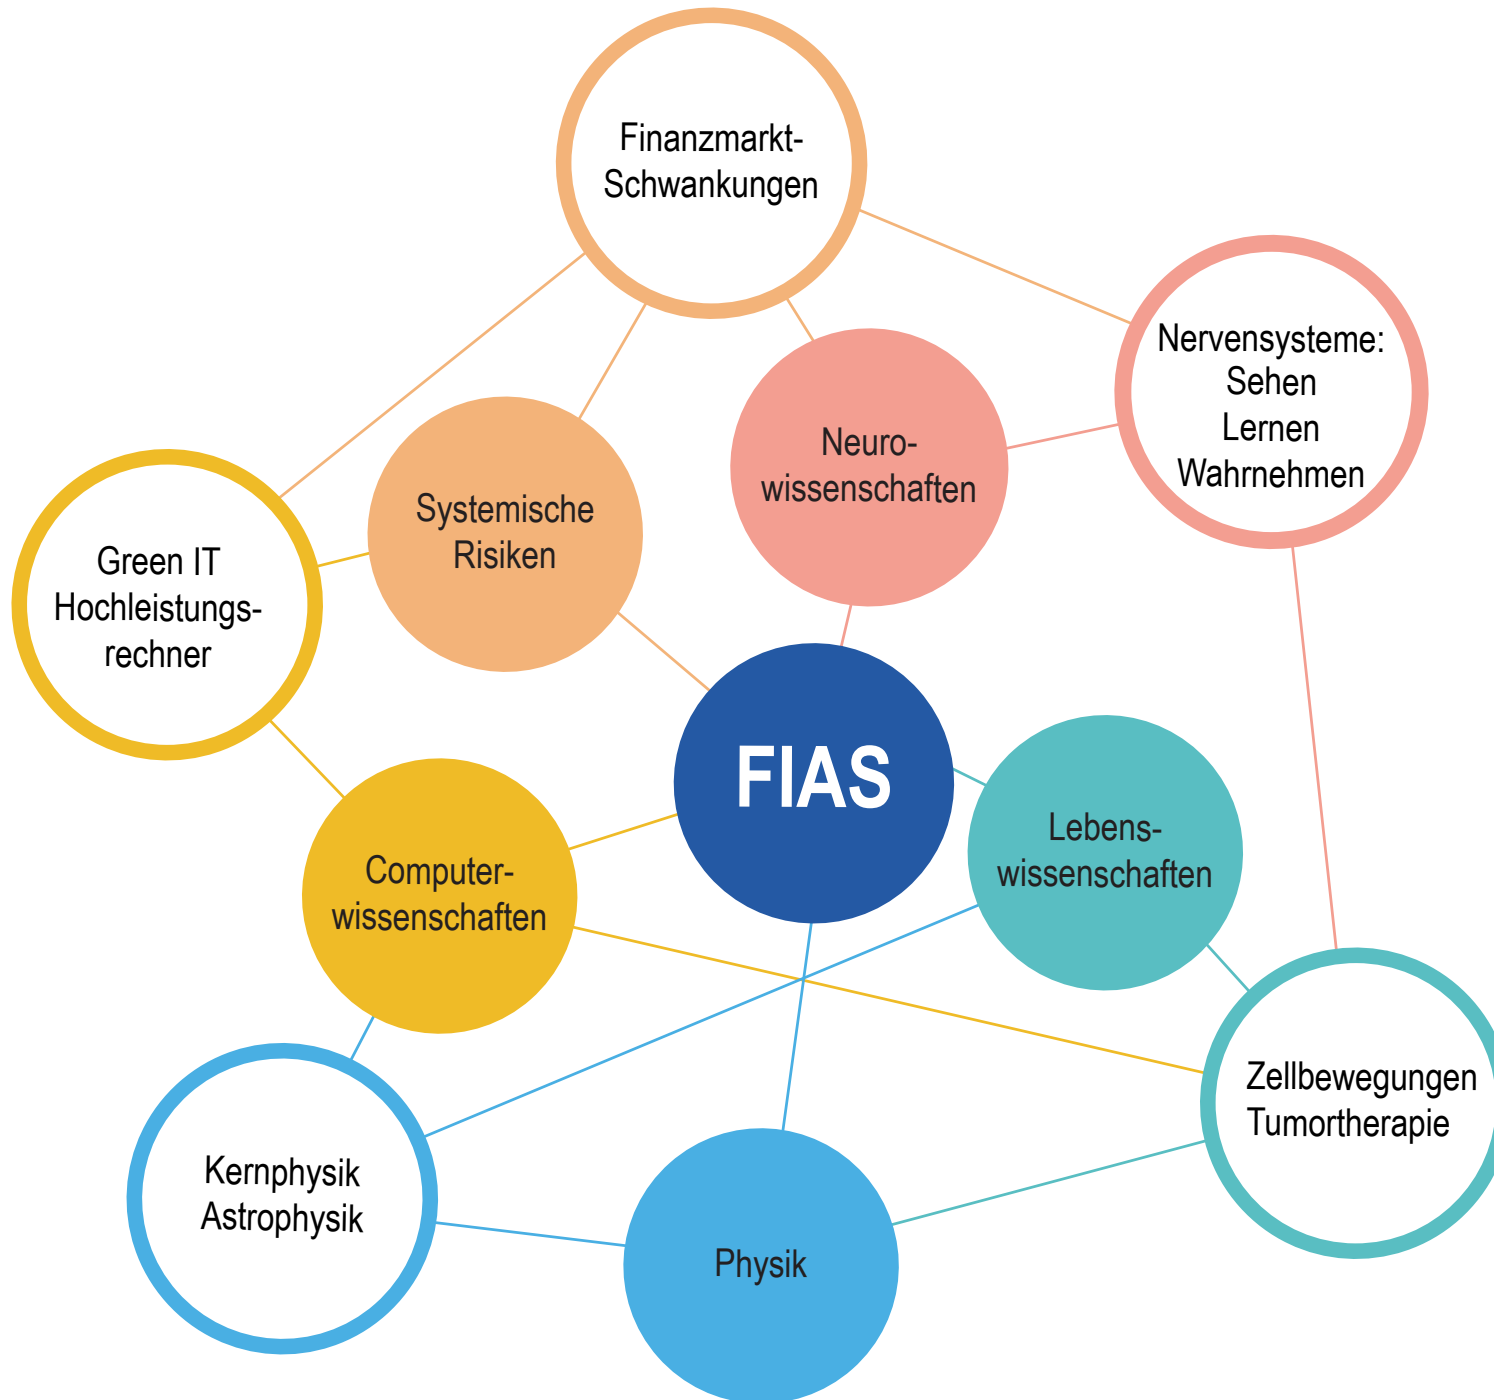 Finanzmarkt-
Schwankungen
Nervensysteme:
Sehen
Lernen
Wahrnehmen
Neuro-
wissenschaften
Systemische
Risiken
Green IT
Hochleistungs-
rechner
FIAS
Lebens-
wissenschaften
Computer-
wissenschaften
Zellbewegungen
Tumortherapie
Kernphysik
Astrophysik
Physik